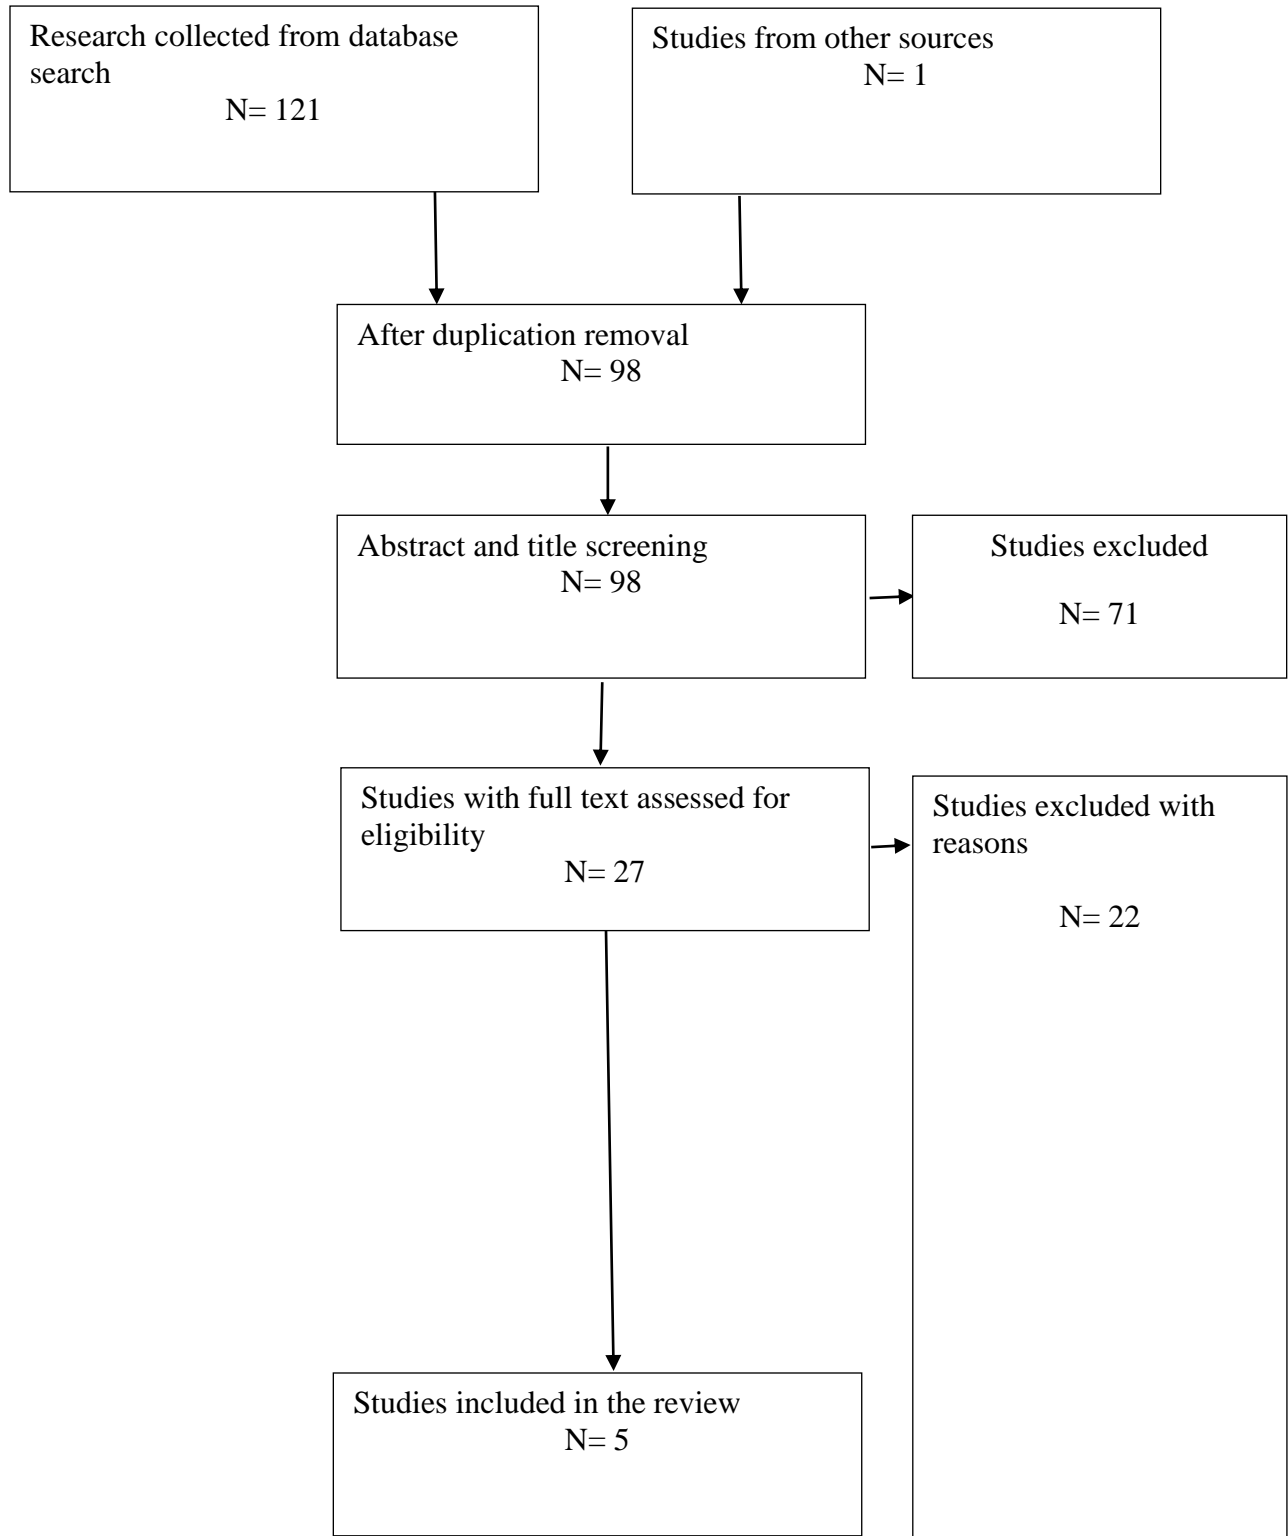 Research collected from database
search
N= 121
Studies from other sources
N= 1
After duplication removal
N= 98
Abstract and title screening
N= 98
Studies excluded
N= 71
Studies with full text assessed for
eligibility
N= 27
Studies excluded with
reasons
N= 22
Studies included in the review
N= 5